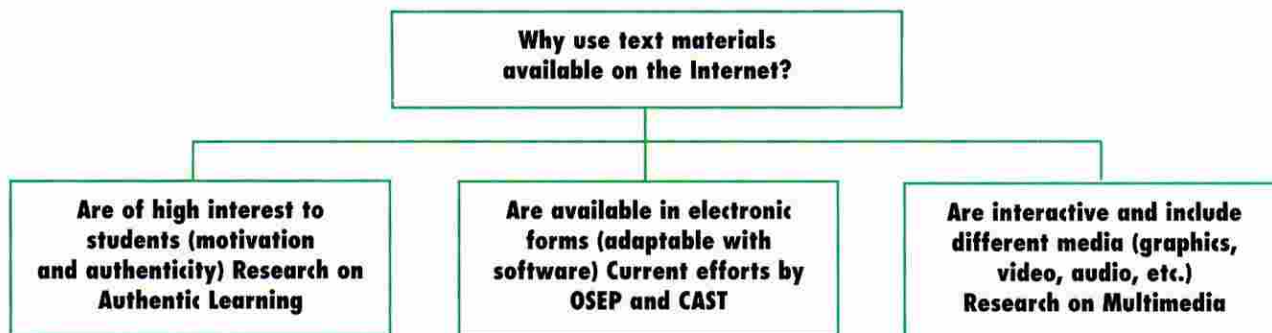 Why use text materials
available on the Internet?
Are of high interest to
students (motivation
and authenticity) Research on
Authentic Learning
Are available in electronic
forms (adaptable with
software) Current efforts by
OSEP and CAST
Are interactive and include
different media (graphics,
video, audio, etc.)
Research on Multimedia